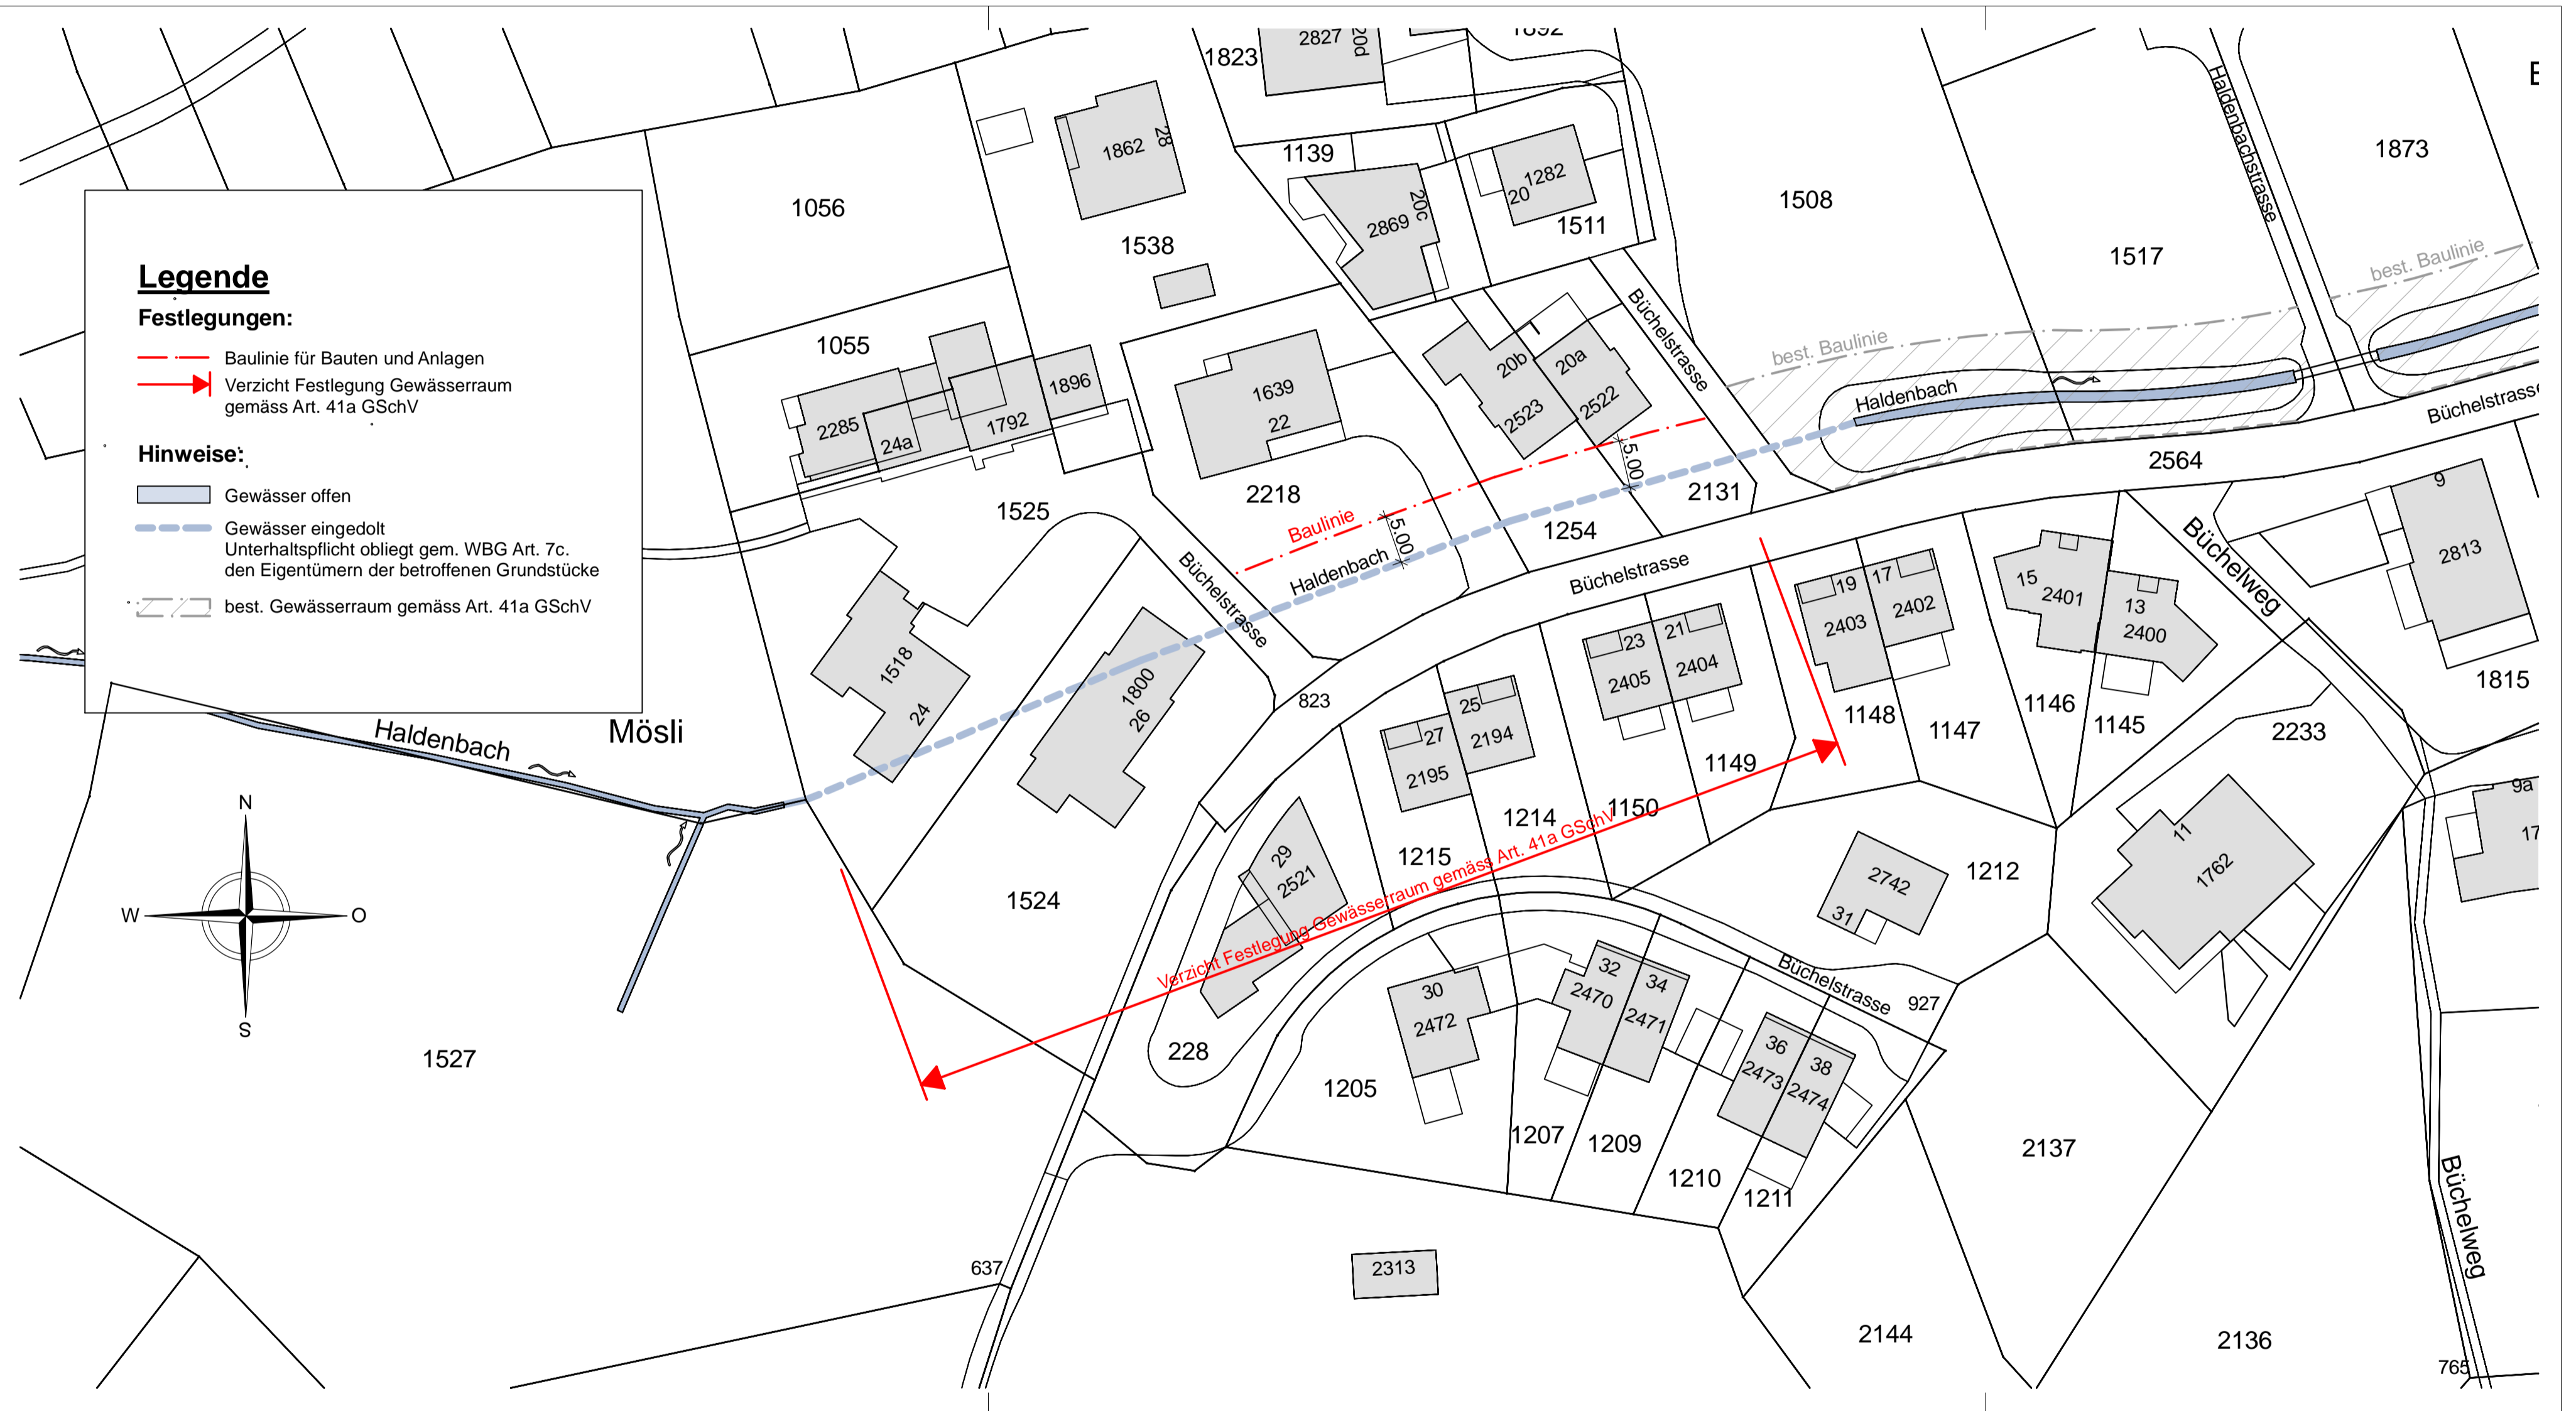 Legende
Festlegungen:
Baulinie für Bauten und Anlagen
Verzicht Festlegung Gewässerraum
gemäss Art. 41a GSchV
Hinweise:
Gewässer offen
Gewässer eingedolt
Unterhaltspflicht obliegt gem. WBG Art. 7c.
den Eigentümern der betroffenen Grundstücke
best. Gewässerraum gemäss Art. 41a GSchV
2827
20d
1823
1892
1862
28
1139
1282
20
1511
2869
20c
1056
1538
1508
1873
Haldenbachstrasse
1517
best. Baulinie
best. Baulinie
1055
2285
24a
1792
1896
1639
22
20b
2523
20a
2522
Büchelstrasse
Haldenbach
Büchelstrasse
2564
1525
2218
Baulinie
5.00
5.00
1254
2131
Haldenbach
Büchelstrasse
Büchelstrasse
Büchelweg
9
2813
1815
1518
24
1800
26
823
19
2403
17
2402
15
2401
13
2400
23
2405
21
2404
25
2194
27
2195
1149
1148
1147
1146
1145
2233
Haldenbach
Mösli
N
W
O
S
1527
1524
29
2521
1215
1214
1150
Verzicht Festlegung Gewässerraum gemäss Art. 41a GSchV
2742
31
1212
11
1762
9a
17
228
30
2472
1205
32
2470
34
2471
36
2473
38
2474
Büchelstrasse
927
1207
1209
1210
1211
2137
637
2313
2144
2136
Büchelweg
765